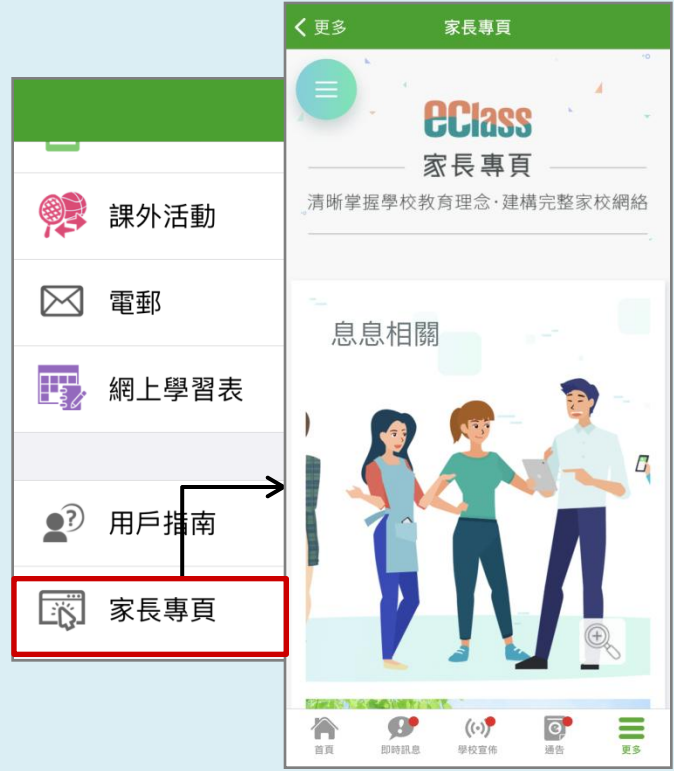 課外活動
電郵
網上學習表
用戶指南
家長專頁
更多
家長專頁
eClass
家長專頁
清晰掌握學校教育理念·建構完整家校網絡
息息相關
首頁
即時訊息
學校宣佈
通告
更多